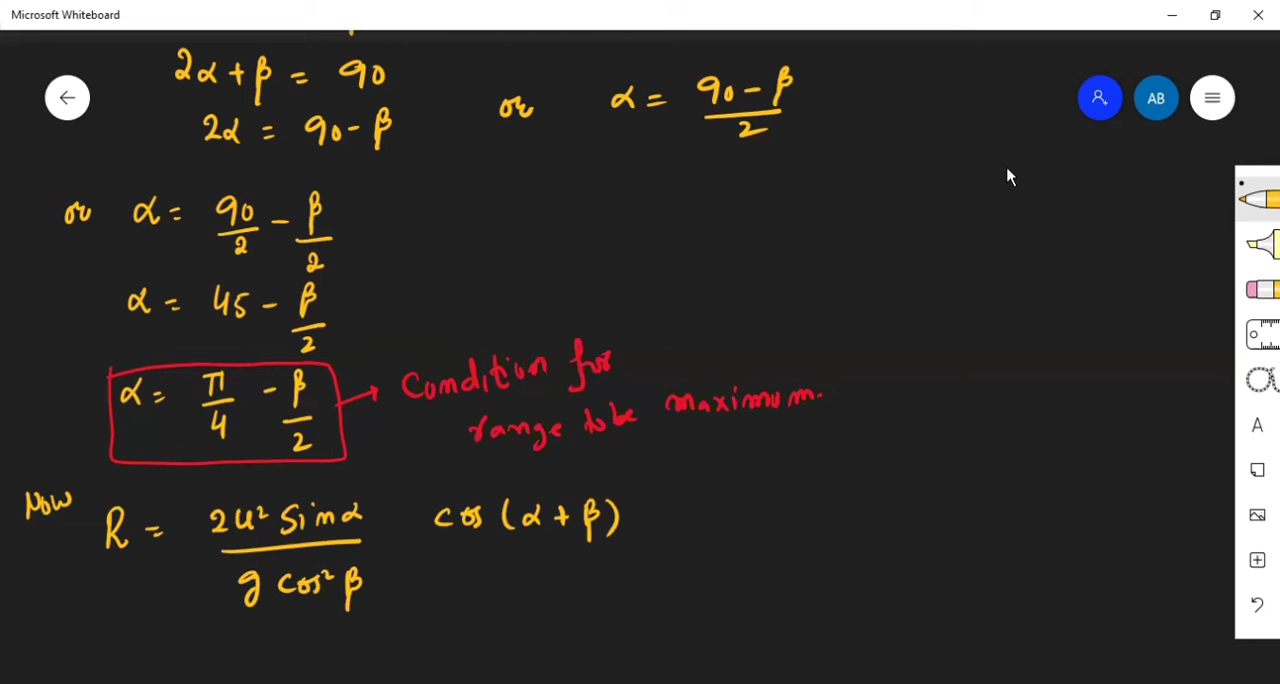 Microsoft Whiteboard
2α + β = 90
2α = 90 - β
or α = (90 - β)/2
AB
or α = 90/2 - β/2
α = 45 - β/2
α = π/4 - β/2 → Condition for
range to be maximum.
Now R = 2u² Sinα / g cos² β cos (α + β)
A